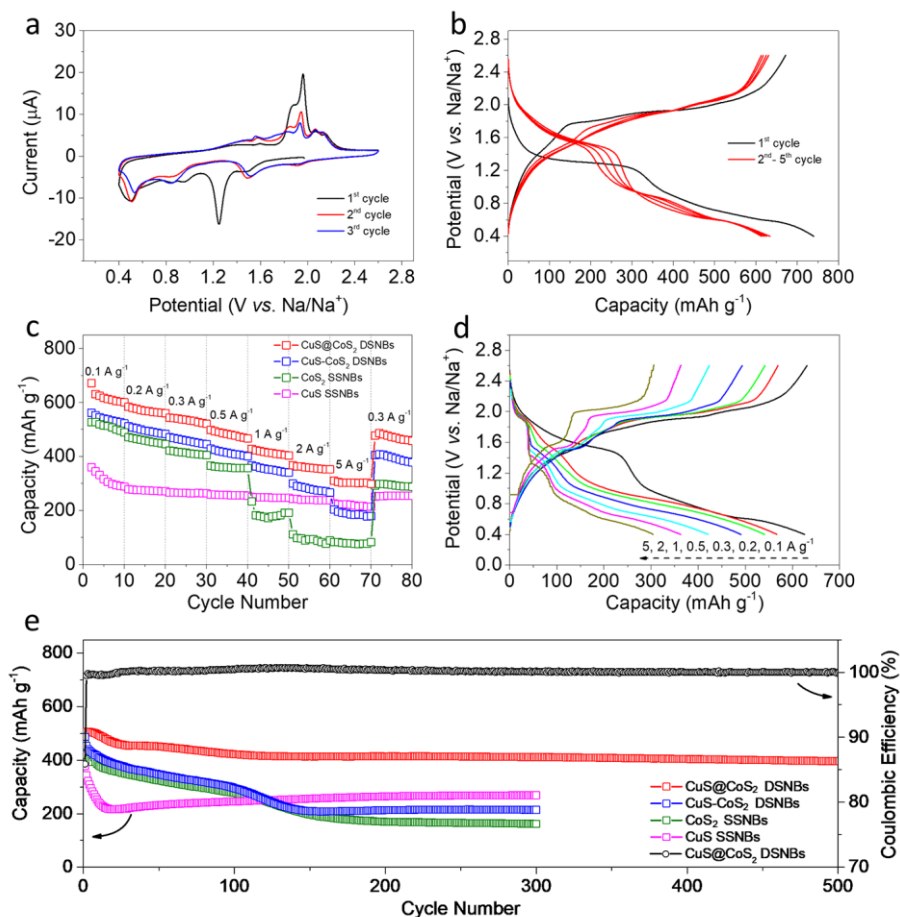 a
Current (μA)
30
20
10
0
-10
-20
0.4 0.8 1.2 1.6 2.0 2.4 2.8
Potential (V vs. Na/Na⁺)
1ˢᵗ cycle
2ⁿᵈ cycle
3ʳᵈ cycle
b
Potential (V vs. Na/Na⁺)
2.8
2.4
2.0
1.6
1.2
0.8
0.4
0 100 200 300 400 500 600 700 800
Capacity (mAh g⁻¹)
1ˢᵗ cycle
2ⁿᵈ- 5ᵗʰ cycle
c
Capacity (mAh g⁻¹)
800
600
400
200
0
0 10 20 30 40 50 60 70 80
Cycle Number
CuS@CoS₂ DSNBs
CuS-CoS₂ DSNBs
CoS₂ SSNBs
CuS SSNBs
0.1 A g⁻¹
0.2 A g⁻¹
0.3 A g⁻¹
0.5 A g⁻¹
1 A g⁻¹
2 A g⁻¹
5 A g⁻¹
0.3 A g⁻¹
d
Potential (V vs. Na/Na⁺)
2.8
2.4
2.0
1.6
1.2
0.8
0.4
0.0
5, 2, 1, 0.5, 0.3, 0.2, 0.1 A g⁻¹
0 100 200 300 400 500 600 700
Capacity (mAh g⁻¹)
e
Capacity (mAh g⁻¹)
800
600
400
200
0
0 100 200 300 400 500
Cycle Number
Coulombic Efficiency (%)
100
90
80
70
CuS@CoS₂ DSNBs
CuS-CoS₂ DSNBs
CoS₂ SSNBs
CuS SSNBs
CuS@CoS₂ DSNBs